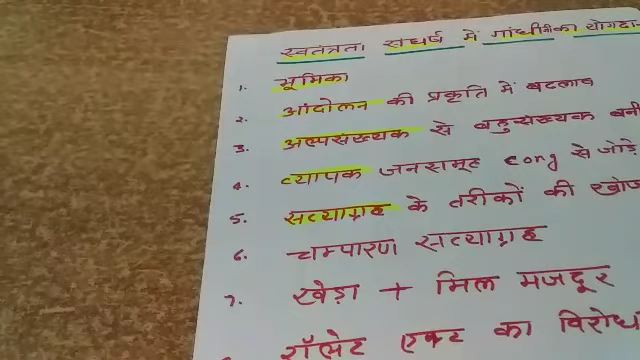 स्वतंत्रता संघर्ष में गांधीजी का योगदान
1. भूमिका
2. आंदोलन की प्रकृति में बदलाव
3. अल्पसंख्यक से बहुसंख्यक बनी
4. व्यापक जनसमूह cong से जोड़े
5. सत्याग्रह के तरीकों की खोज
6. चम्पारण सत्याग्रह
7. खेड़ा + मिल मजदूर
रॉलेट एक्ट का विरोध